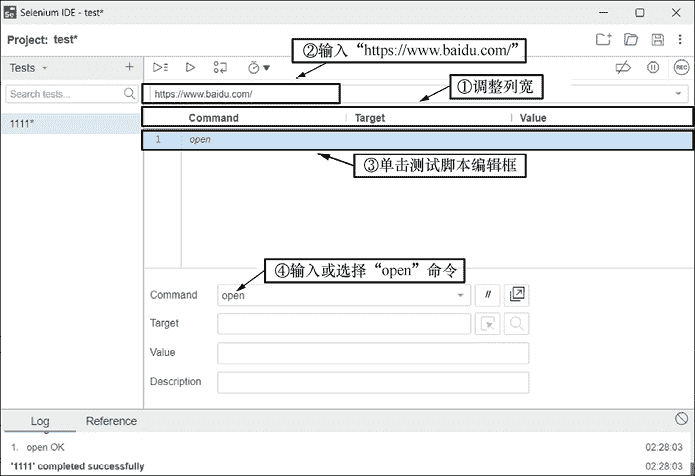 Se Selenium IDE - test*
Project: test*
②输入“https://www.baidu.com/”
Tests
Search tests...
https://www.baidu.com/
REC
①调整列宽
1111*
Command Target Value
1 open
③单击测试脚本编辑框
④输入或选择“open”命令
Command open //
Target
Value
Description
Log Reference
1. open OK 02:28:03
'1111' completed successfully 02:28:03